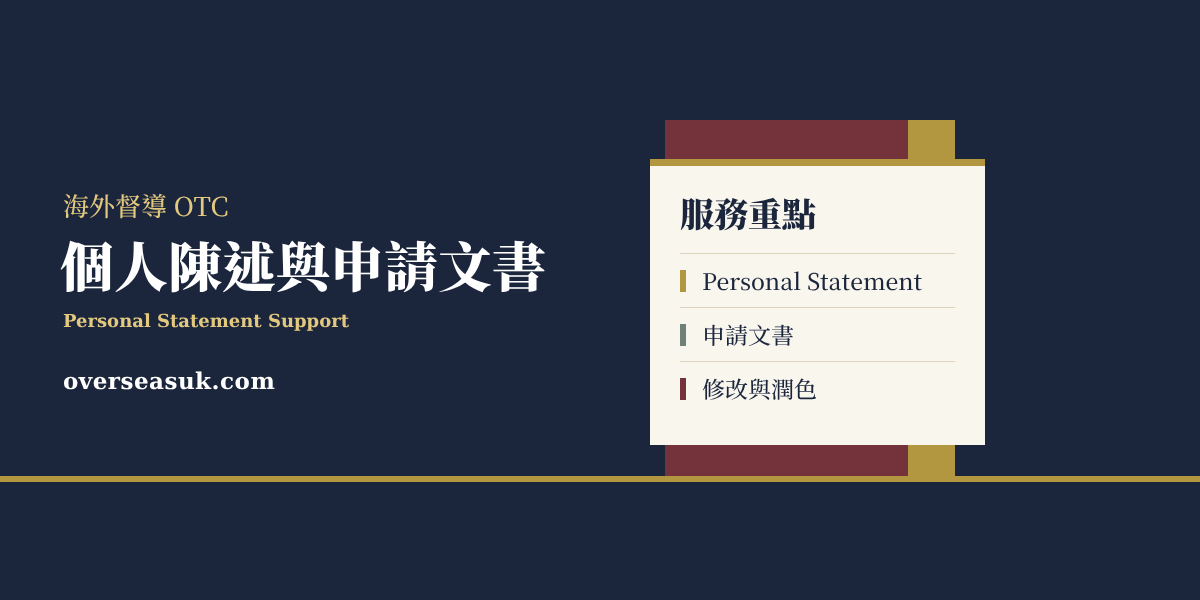 海外督導 OTC
個人陳述與申請文書
Personal Statement Support
overseasuk.com
服務重點
Personal Statement
申請文書
修改與潤色